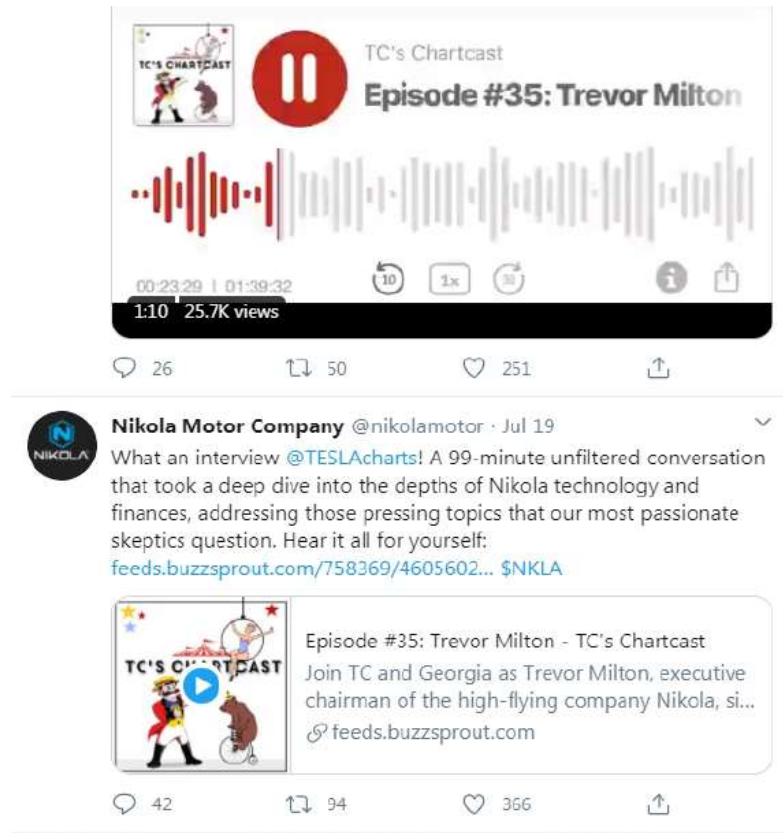 TC'S CHARTCAST
TC's Chartcast
Episode #35: Trevor Milton
00:23:29 | 01:39:32
10
1x
30
1:10 25.7K views
26 50 251
Nikola Motor Company @nikolamotor · Jul 19
NIKOLA
What an interview @TESLAcharts! A 99-minute unfiltered conversation
that took a deep dive into the depths of Nikola technology and
finances, addressing those pressing topics that our most passionate
skeptics question. Hear it all for yourself:
feeds.buzzsprout.com/758369/4605602... $NKLA
TC'S CHARTCAST
Episode #35: Trevor Milton - TC's Chartcast
Join TC and Georgia as Trevor Milton, executive
chairman of the high-flying company Nikola, si...
feeds.buzzsprout.com
42 94 366